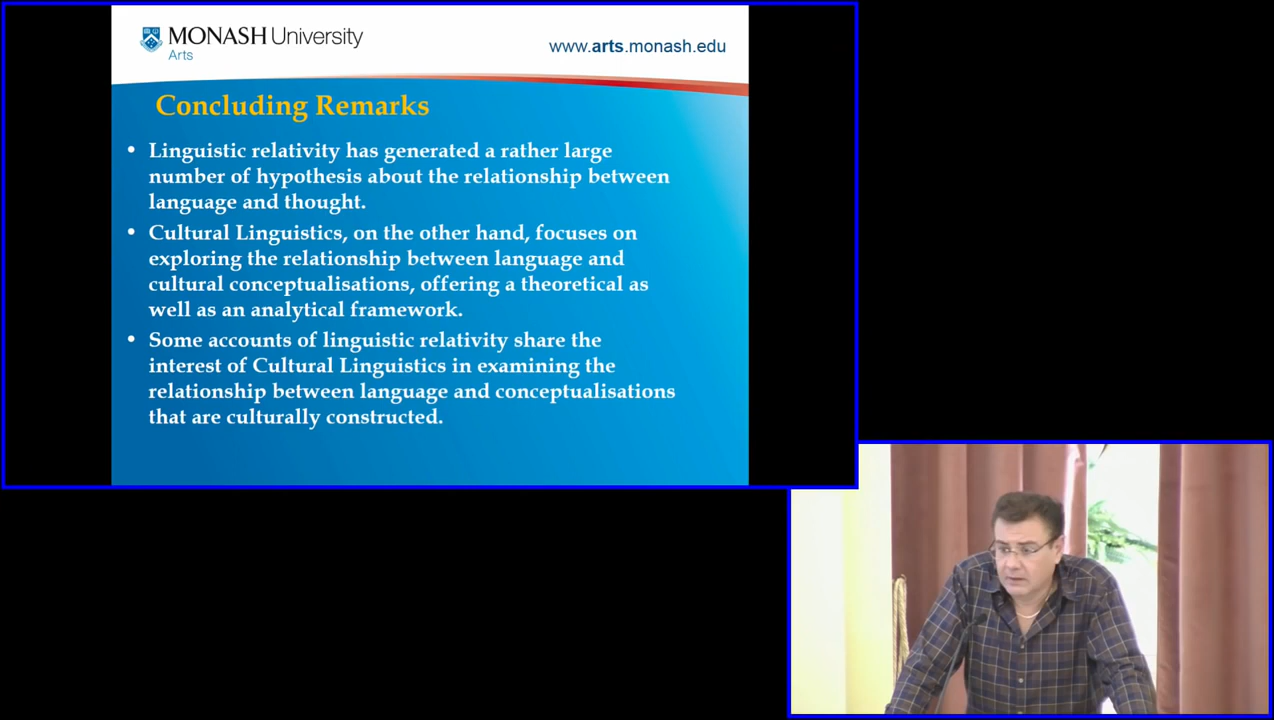 MONASH University
Arts
www.arts.monash.edu
Concluding Remarks
• Linguistic relativity has generated a rather large
number of hypothesis about the relationship between
language and thought.
• Cultural Linguistics, on the other hand, focuses on
exploring the relationship between language and
cultural conceptualisations, offering a theoretical as
well as an analytical framework.
• Some accounts of linguistic relativity share the
interest of Cultural Linguistics in examining the
relationship between language and conceptualisations
that are culturally constructed.